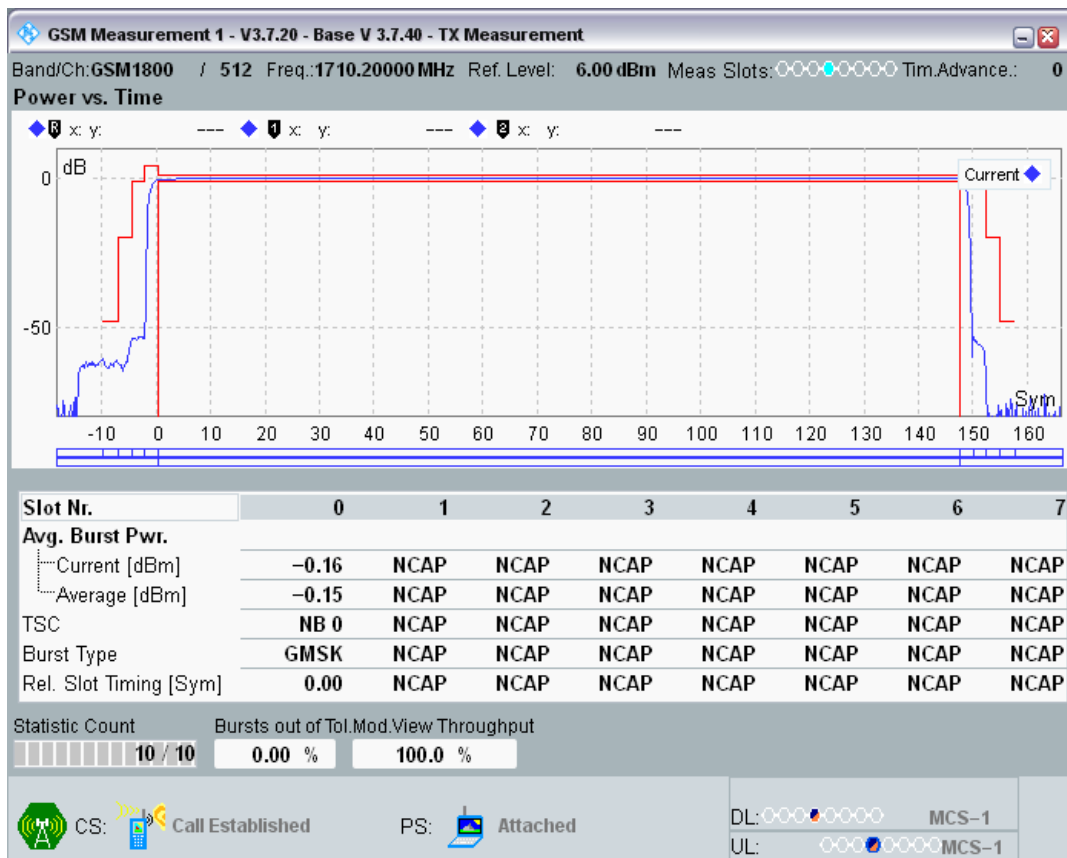 GSM Measurement 1 - V3.7.20 - Base V 3.7.40 - TX Measurement
Band/Ch:GSM1800 / 512 Freq.:1710.20000 MHz Ref. Level: 6.00 dBm Meas Slots: Tim.Advance.: 0
Power vs. Time
R x: y: --- 1 x: y: --- 2 x: y: ---
dB
0
Current
-50
Sym
-10 0 10 20 30 40 50 60 70 80 90 100 110 120 130 140 150 160
Slot Nr. 0 1 2 3 4 5 6 7
Avg. Burst Pwr.
Current [dBm] −0.16 NCAP NCAP NCAP NCAP NCAP NCAP NCAP
Average [dBm] −0.15 NCAP NCAP NCAP NCAP NCAP NCAP NCAP
TSC NB 0 NCAP NCAP NCAP NCAP NCAP NCAP NCAP
Burst Type GMSK NCAP NCAP NCAP NCAP NCAP NCAP NCAP
Rel. Slot Timing [Sym] 0.00 NCAP NCAP NCAP NCAP NCAP NCAP NCAP
Statistic Count Bursts out of Tol.Mod.View Throughput
10 / 10 0.00 % 100.0 %
CS: Call Established PS: Attached
DL: MCS−1
UL: MCS−1